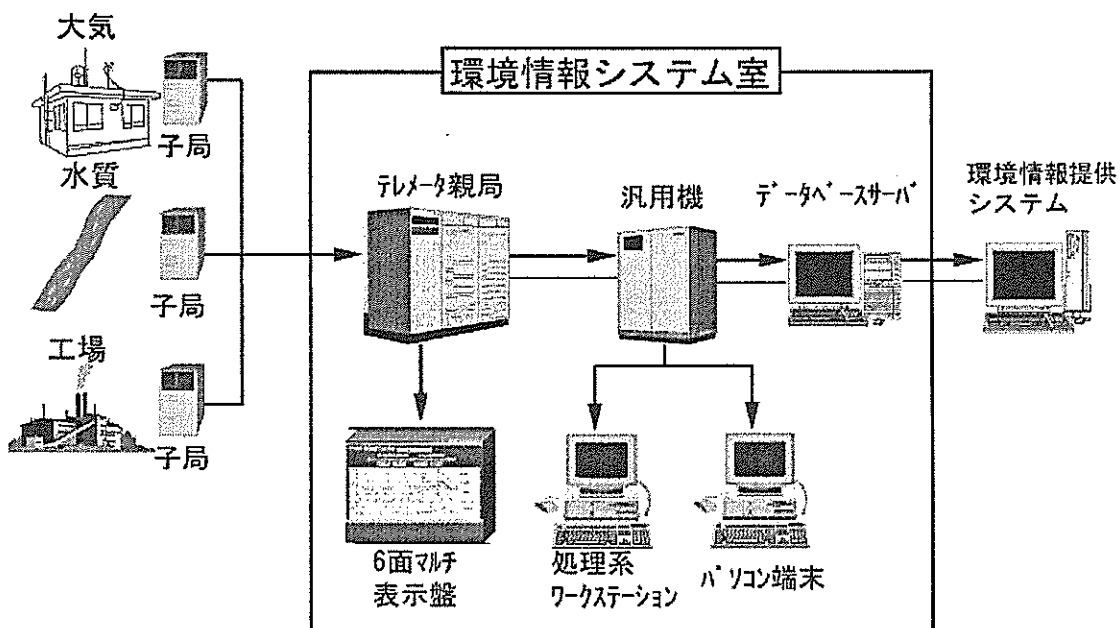 大気
子局
水質
子局
工場
子局
環境情報システム室
ﾃﾚﾒｰﾀ親局
汎用機
ﾃﾞｰﾀﾍﾞｰｽｻｰﾊﾞ
環境情報提供
システム
6面ﾏﾙﾁ
表示盤
処理系
ﾜｰｸｽﾃｰｼｮﾝ
ﾊﾟｿｺﾝ端末